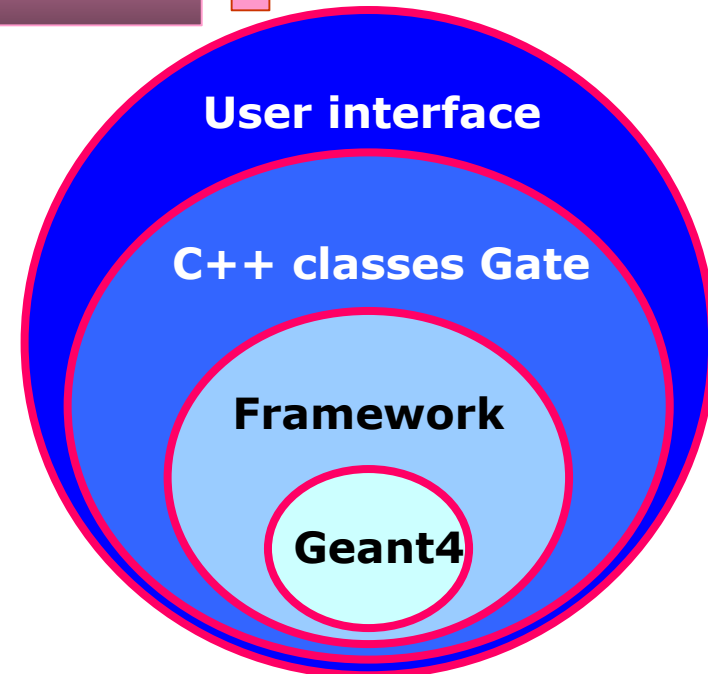 User interface
C++ classes Gate
Framework
Geant4